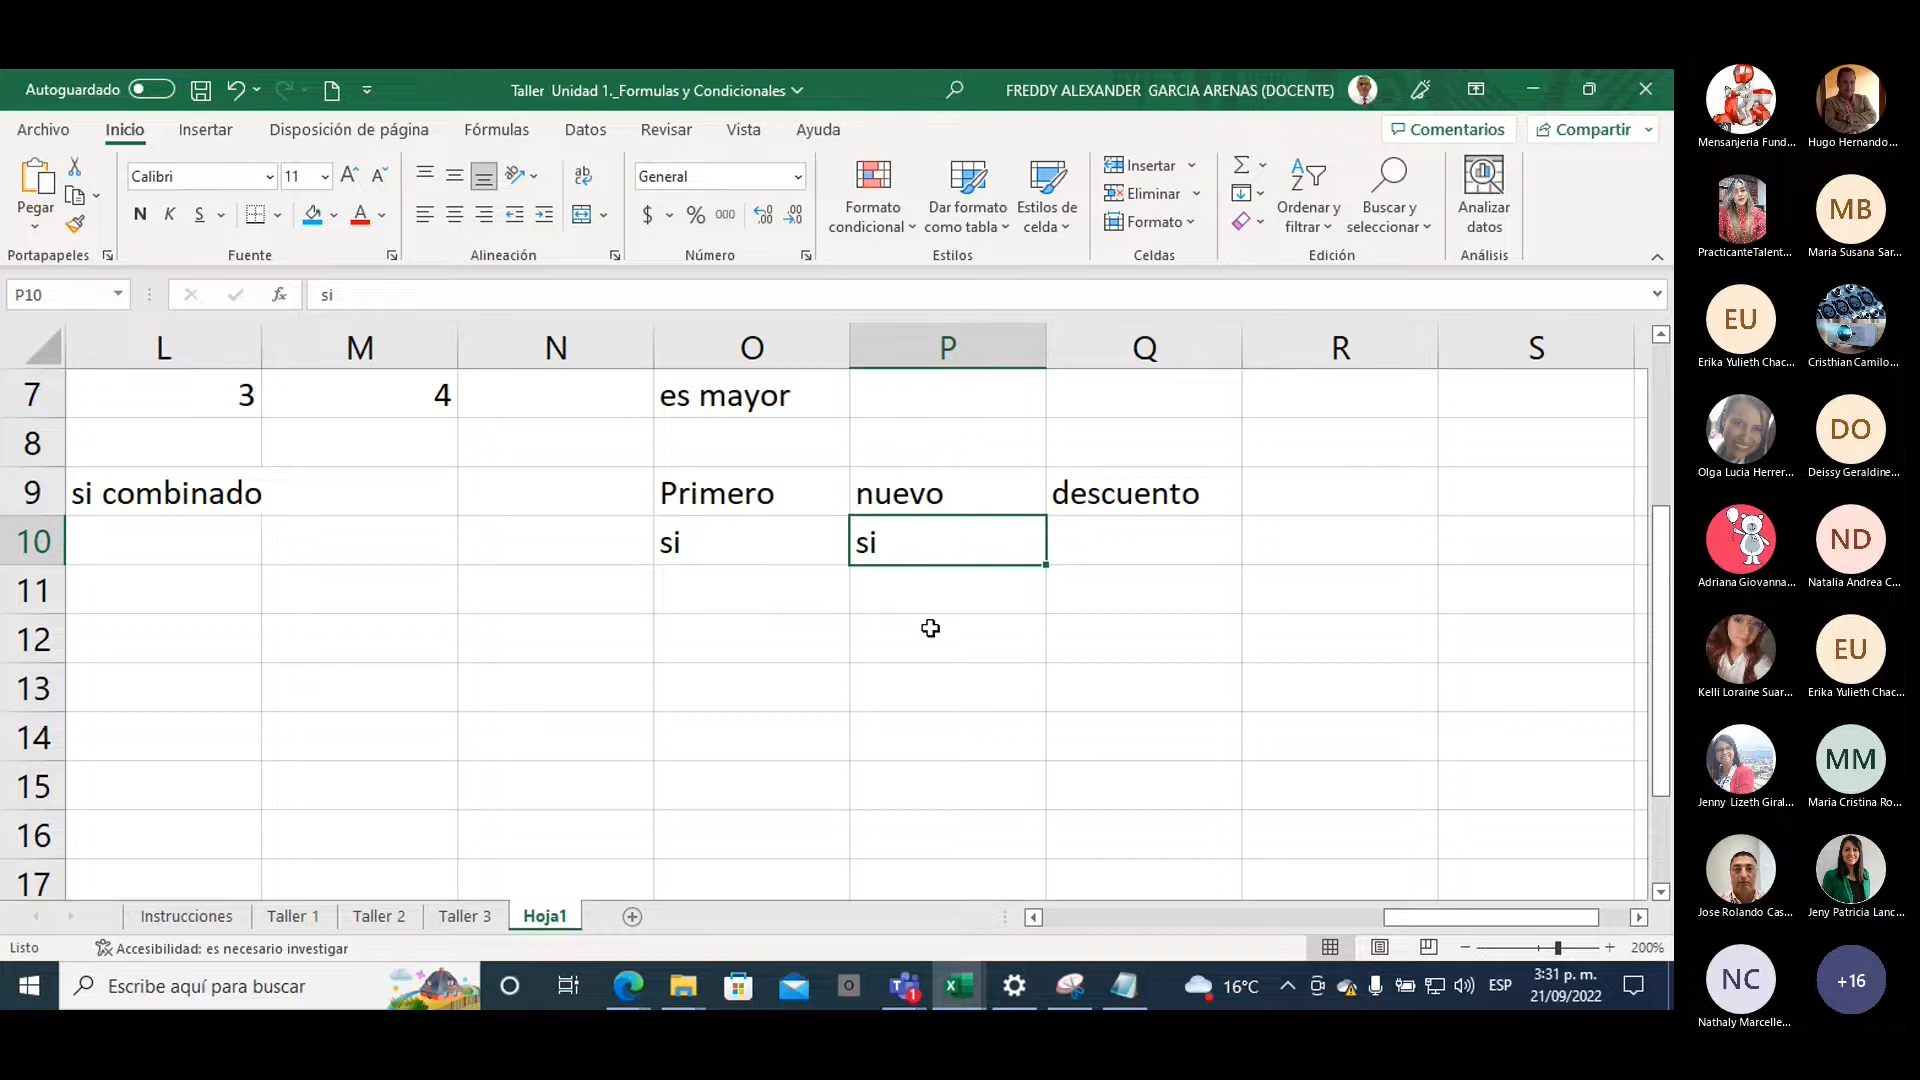 Autoguardado
Taller Unidad 1._Formulas y Condicionales
FREDDY ALEXANDER GARCIA ARENAS (DOCENTE)
Archivo
Inicio
Insertar
Disposición de página
Fórmulas
Datos
Revisar
Vista
Ayuda
Comentarios
Compartir
Pegar
Portapapeles
Calibri
11
N K S
Fuente
ab
Alineación
General
$ % 000
Número
Formato condicional
Dar formato como tabla
Estilos de celda
Estilos
Insertar
Eliminar
Formato
Celdas
Ordenar y filtrar
Buscar y seleccionar
Edición
Analizar datos
Análisis
P10
fx
si
L M N O P Q R S
7 3 4 es mayor
8
9 si combinado Primero nuevo descuento
10 si si
11
12
13
14
15
16
17
Instrucciones
Taller 1
Taller 2
Taller 3
Hoja1
Listo
Accesibilidad: es necesario investigar
200%
Escribe aquí para buscar
1
16°C
ESP
3:31 p. m.
21/09/2022
Mensanjeria Fund...
Hugo Hernando...
PracticanteTalent...
MB
Maria Susana Sar...
EU
Erika Yulieth Chac...
Cristhian Camilo...
Olga Lucia Herrer...
DO
Deissy Geraldine...
Adriana Giovanna...
ND
Natalia Andrea C...
Kelli Loraine Suar...
EU
Erika Yulieth Chac...
Jenny Lizeth Giral...
MM
Maria Cristina Ro...
Jose Rolando Cas...
Jeny Patricia Lanc...
NC
Nathaly Marcelle...
+16